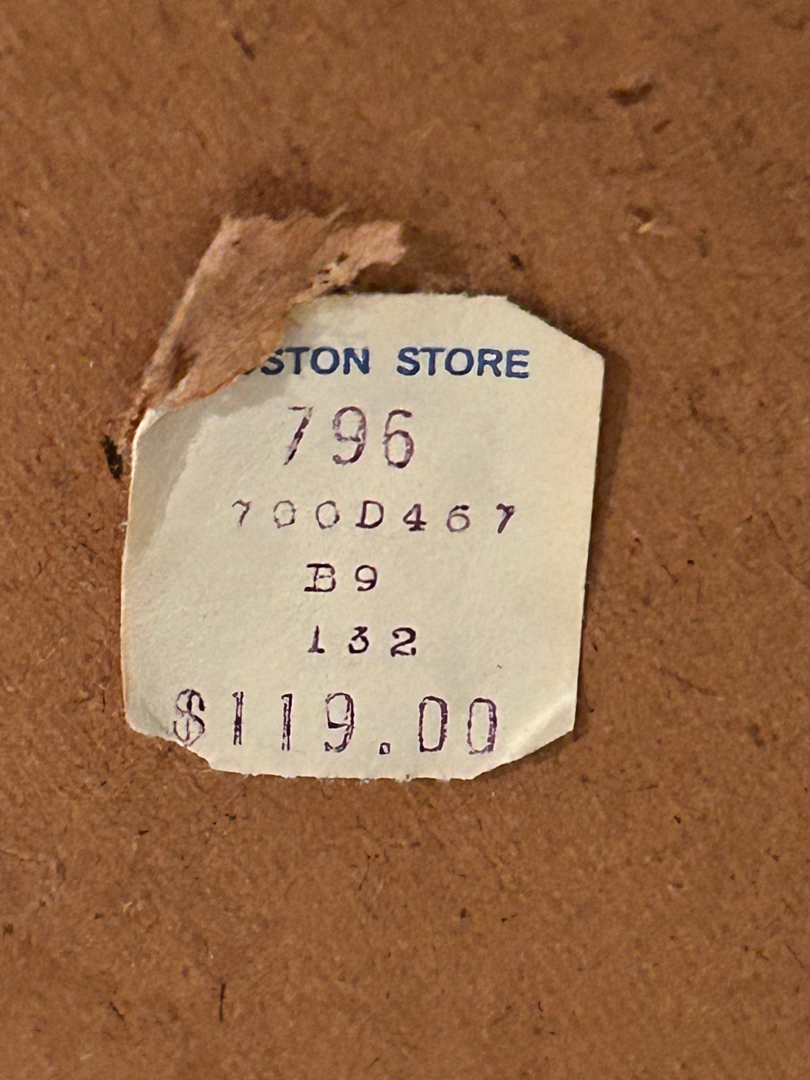 STON STORE
796
700D467
B9
132
$119.00